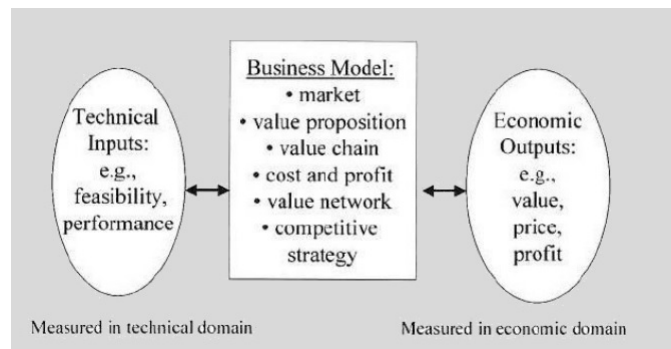 Technical
Inputs:
e.g.,
feasibility,
performance
Business Model:
• market
• value proposition
• value chain
• cost and profit
• value network
• competitive
strategy
Economic
Outputs:
e.g.,
value,
price,
profit
Measured in technical domain
Measured in economic domain